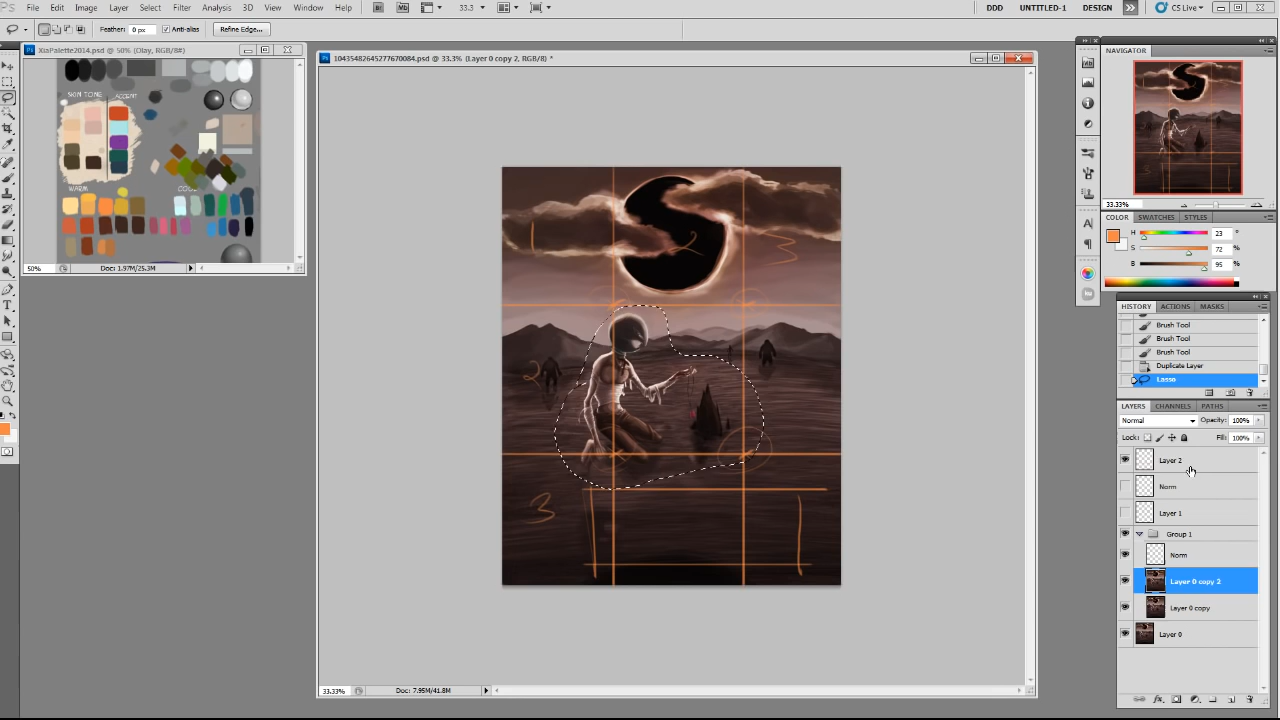 File Edit Image Layer Select Filter Analysis 3D View Window Help 33.3 DDD UNTITLED-1 DESIGN CS Live
Feather: 0 px Anti-alias Refine Edge...
XiaPalette2014.psd @ 50% (Olay, RGB/8#)
SKIN TONE ACCENT
WARM
50% Doc: 1.97M/25.3M
10435482645277670084.psd @ 33.3% (Layer 0 copy 2, RGB/8) *
1 2 3
2
3
33.33% Doc: 7.95M/41.8M
NAVIGATOR
33.33%
COLOR SWATCHES STYLES
H 23 °
S 72 %
B 95 %
HISTORY ACTIONS MASKS
Brush Tool
Brush Tool
Brush Tool
Duplicate Layer
Lasso
LAYERS CHANNELS PATHS
Normal Opacity: 100%
Lock: Fill: 100%
Layer 2
Norm
Layer 1
Group 1
Norm
Layer 0 copy 2
Layer 0 copy
Layer 0